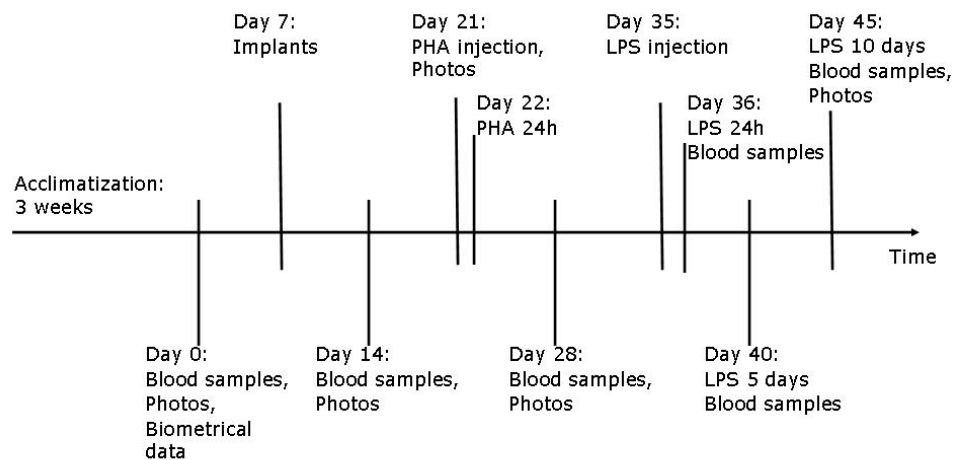 Day 7:
Implants
Day 21:
PHA injection,
Photos
Day 22:
PHA 24h
Day 35:
LPS injection
Day 36:
LPS 24h
Blood samples
Day 45:
LPS 10 days
Blood samples,
Photos
Acclimatization:
3 weeks
Time
Day 0:
Blood samples,
Photos,
Biometrical
data
Day 14:
Blood samples,
Photos
Day 28:
Blood samples,
Photos
Day 40:
LPS 5 days
Blood samples